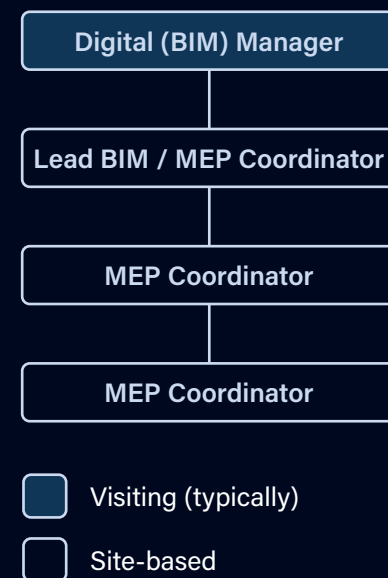 Digital (BIM) Manager
Lead BIM / MEP Coordinator
MEP Coordinator
MEP Coordinator
Visiting (typically)
Site-based